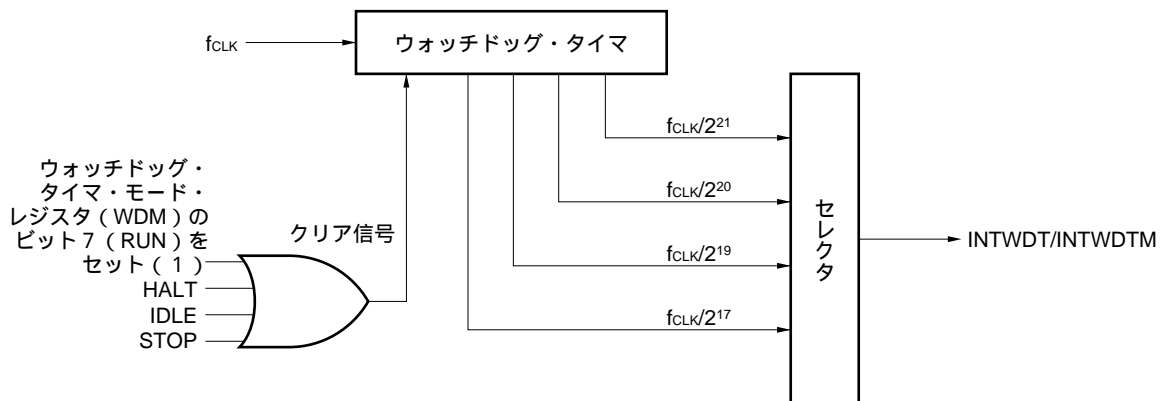 fCLK
ウォッチドッグ・タイマ
fCLK/2²¹
fCLK/2²⁰
fCLK/2¹⁹
fCLK/2¹⁷
セレクタ
INTWDT/INTWDTM
クリア信号
ウォッチドッグ・
タイマ・モード・
レジスタ（WDM）の
ビット７（RUN）を
セット（１）
HALT
IDLE
STOP